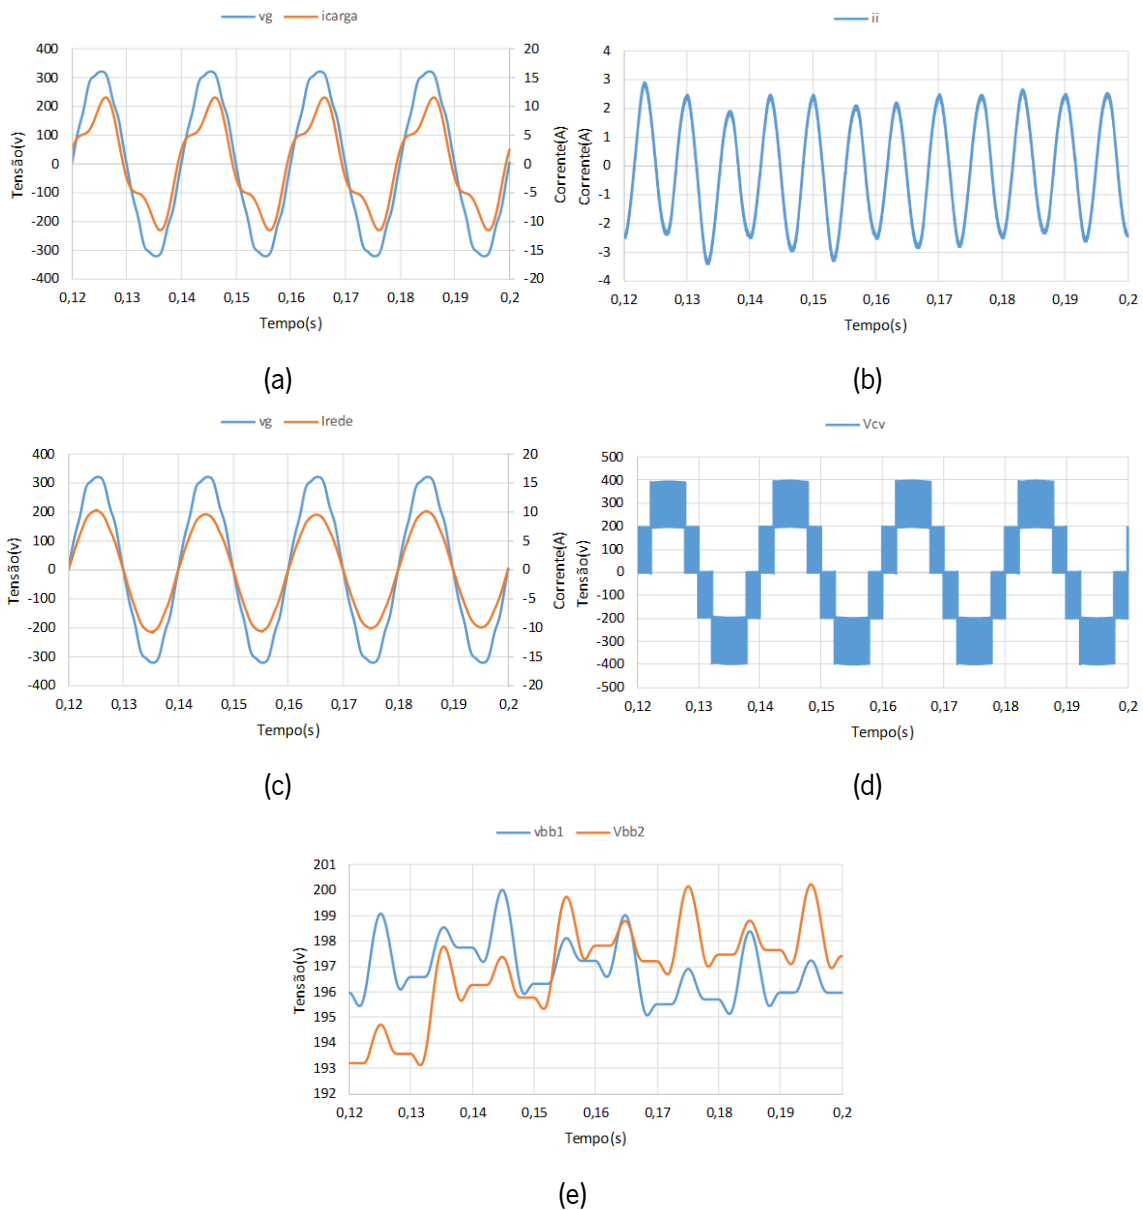 vg icarga
400
300
200
100
0
-100
-200
-300
-400
20
15
10
5
0
-5
-10
-15
-20
0,12 0,13 0,14 0,15 0,16 0,17 0,18 0,19 0,2
Tensão(v)
Corrente(A)
Tempo(s)
(a)
ii
4
3
2
1
0
-1
-2
-3
-4
0,12 0,13 0,14 0,15 0,16 0,17 0,18 0,19 0,2
Corrente(A)
Tempo(s)
(b)
vg Irede
400
300
200
100
0
-100
-200
-300
-400
20
15
10
5
0
-5
-10
-15
-20
0,12 0,13 0,14 0,15 0,16 0,17 0,18 0,19 0,2
Tensão(v)
Corrente(A)
Tempo(s)
(c)
Vcv
500
400
300
200
100
0
-100
-200
-300
-400
-500
0,12 0,13 0,14 0,15 0,16 0,17 0,18 0,19 0,2
Tensão(v)
Tempo(s)
(d)
vbb1 Vbb2
201
200
199
198
197
196
195
194
193
192
0,12 0,13 0,14 0,15 0,16 0,17 0,18 0,19 0,2
Tensão(v)
Tempo(s)
(e)